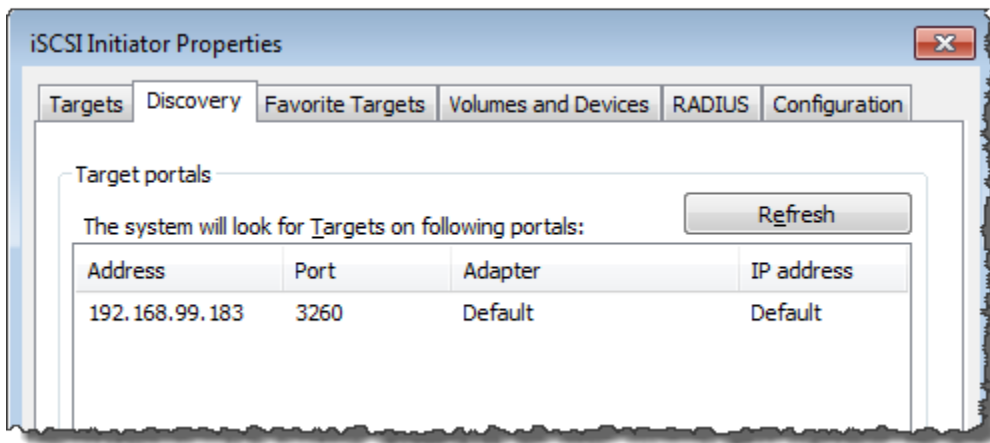 iSCSI Initiator Properties
Targets Discovery Favorite Targets Volumes and Devices RADIUS Configuration
Target portals
Refresh
The system will look for Targets on following portals:
Address Port Adapter IP address
192.168.99.183 3260 Default Default